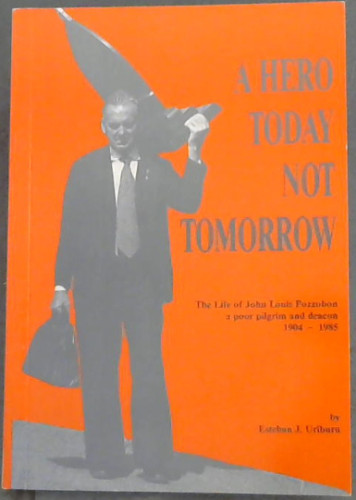 A HERO
TODAY
NOT
TOMORROW
The Life of John Louis Pozzobon
a poor pilgrim and deacon
1904 – 1985
by
Esteban J. Uriburu